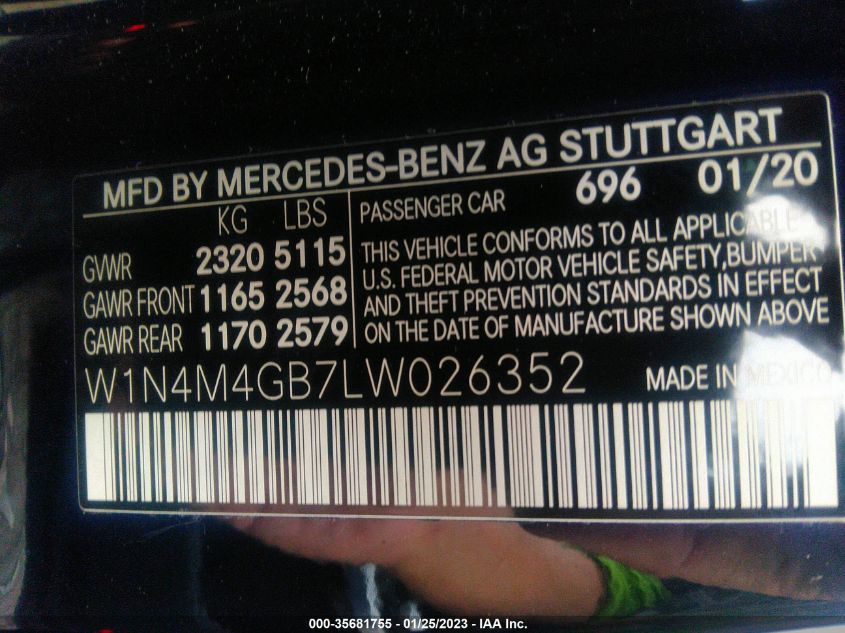 MFD BY MERCEDES-BENZ AG STUTTGART
KG LBS
GVWR 2320 5115
GAWR FRONT 1165 2568
GAWR REAR 1170 2579
PASSENGER CAR 696 01/20
THIS VEHICLE CONFORMS TO ALL APPLICABLE
U.S. FEDERAL MOTOR VEHICLE SAFETY,BUMPER
AND THEFT PREVENTION STANDARDS IN EFFECT
ON THE DATE OF MANUFACTURE SHOWN ABOVE
W1N4M4GB7LW026352 MADE IN MEXICO
000-35681755 - 01/25/2023 - IAA Inc.